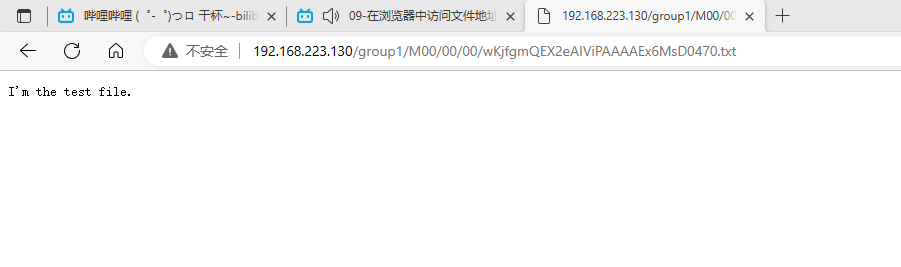 哔哩哔哩 (゜-゜)つロ 干杯~-bilib
09-在浏览器中访问文件地址
192.168.223.130/group1/M00/00
不安全
192.168.223.130/group1/M00/00/00/wKjfgmQEX2eAlViPAAAAEx6MsD0470.txt
I'm the test file.